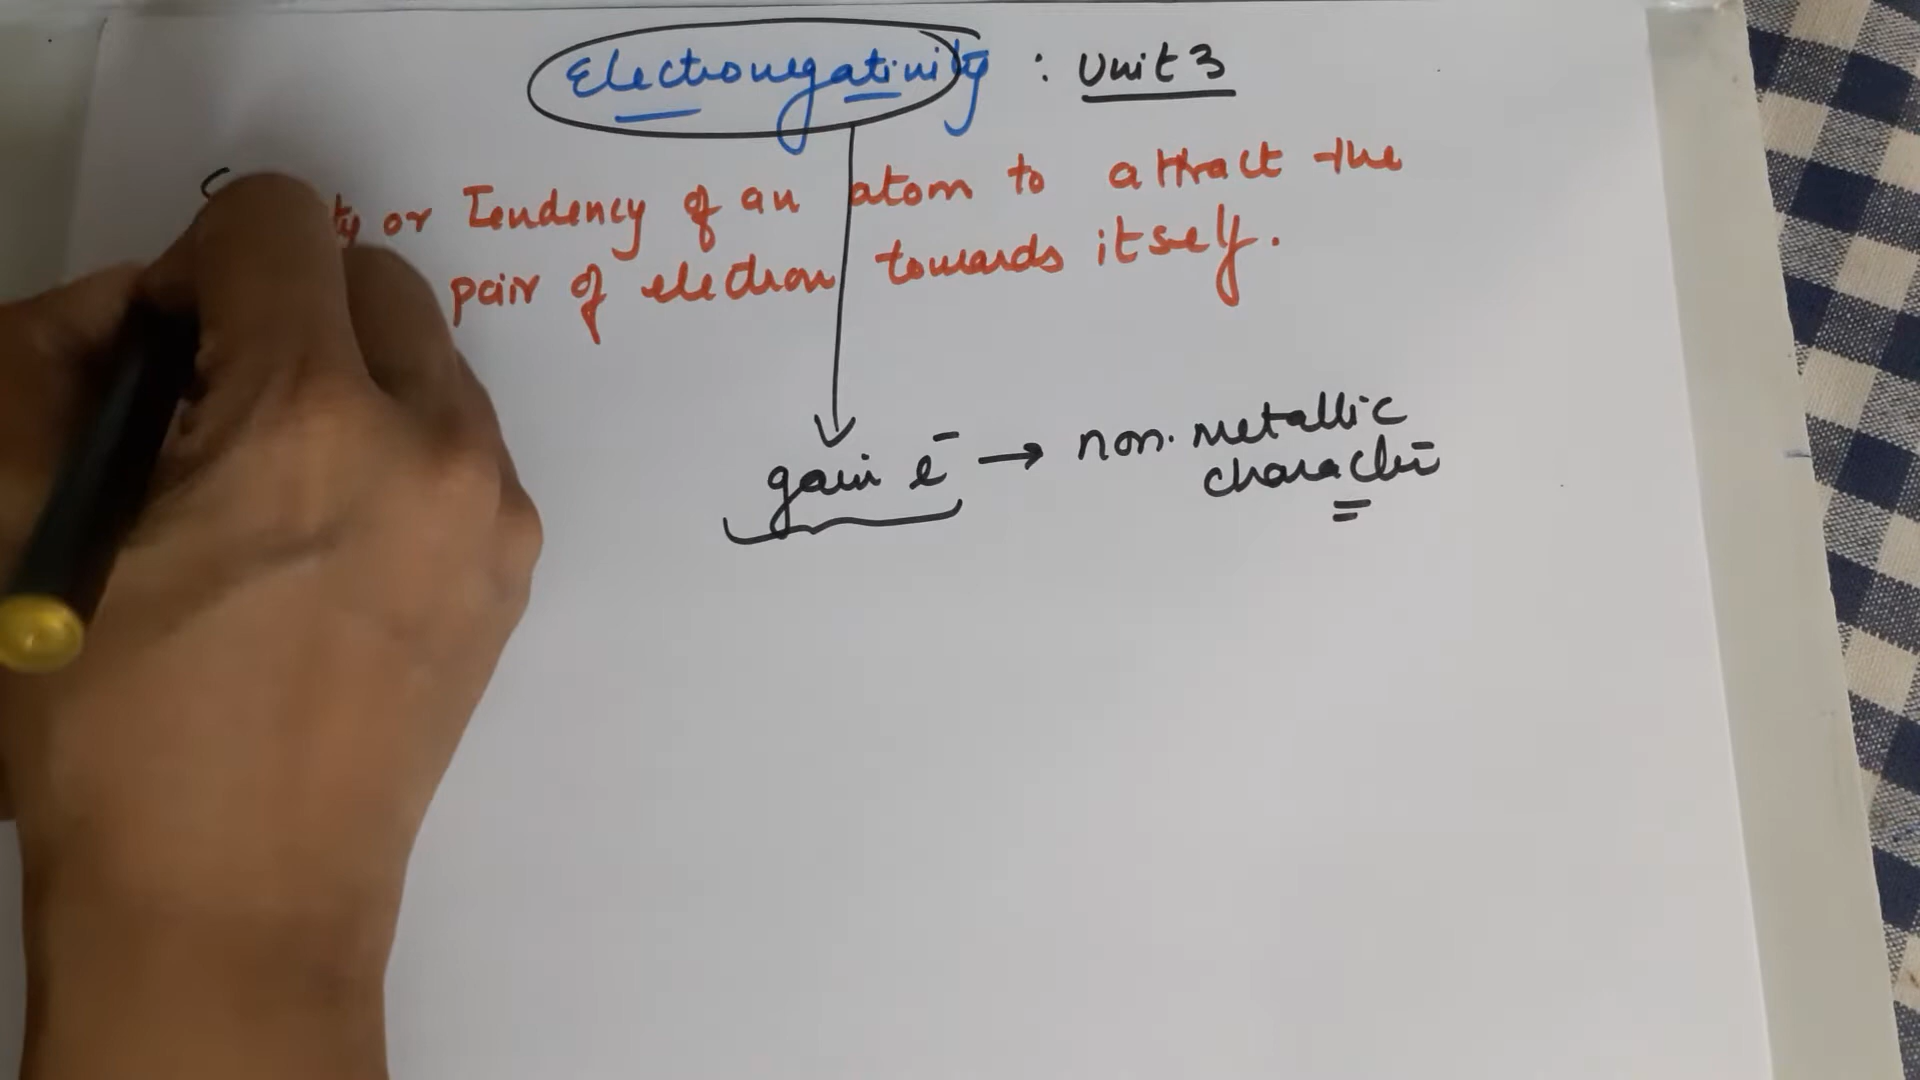 Electronegativity : Unit 3
ty or Tendency of an atom to attract the
pair of electron towards itself.
gain e⁻ → non-metallic
character